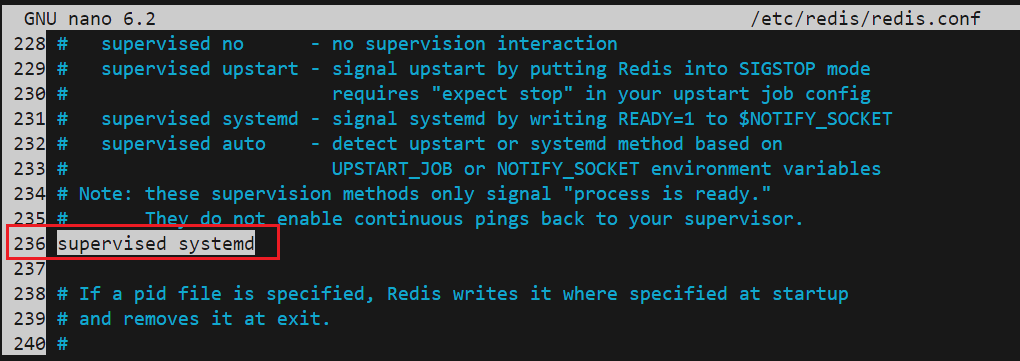 GNU nano 6.2 /etc/redis/redis.conf
228 #   supervised no      - no supervision interaction
229 #   supervised upstart - signal upstart by putting Redis into SIGSTOP mode
230 #                        requires "expect stop" in your upstart job config
231 #   supervised systemd - signal systemd by writing READY=1 to $NOTIFY_SOCKET
232 #   supervised auto    - detect upstart or systemd method based on
233 #                        UPSTART_JOB or NOTIFY_SOCKET environment variables
234 # Note: these supervision methods only signal "process is ready."
235 #       They do not enable continuous pings back to your supervisor.
236 supervised systemd
237
238 # If a pid file is specified, Redis writes it where specified at startup
239 # and removes it at exit.
240 #